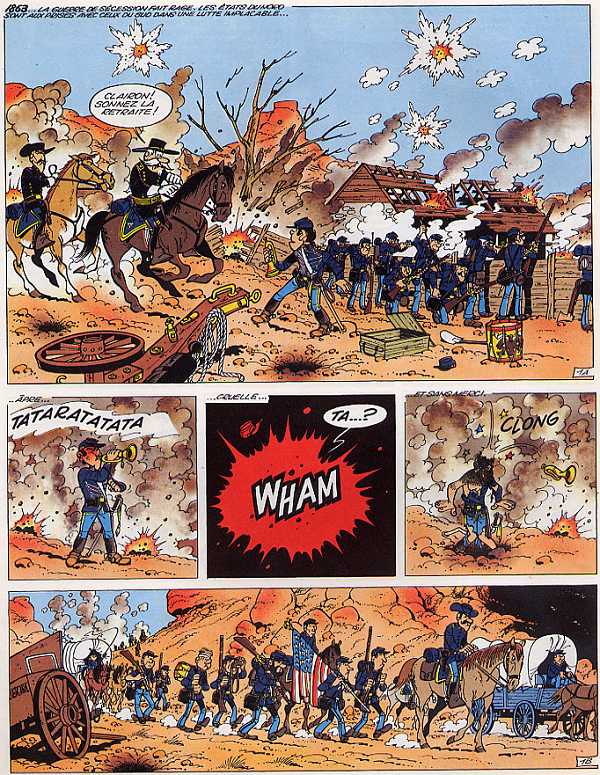 1863... LA GUERRE DE SÉCESSION FAIT RAGE. LES ÉTATS DU NORD
SONT AUX PRISES AVEC CEUX DU SUD DANS UNE LUTTE IMPLACABLE...
CLAIRON!
SONNEZ LA
RETRAITE!
1A
...ÂPRE...
TATARATATATA
...CRUELLE...
TA...?
WHAM
...ET SANS MERCI.
CLONG
1B